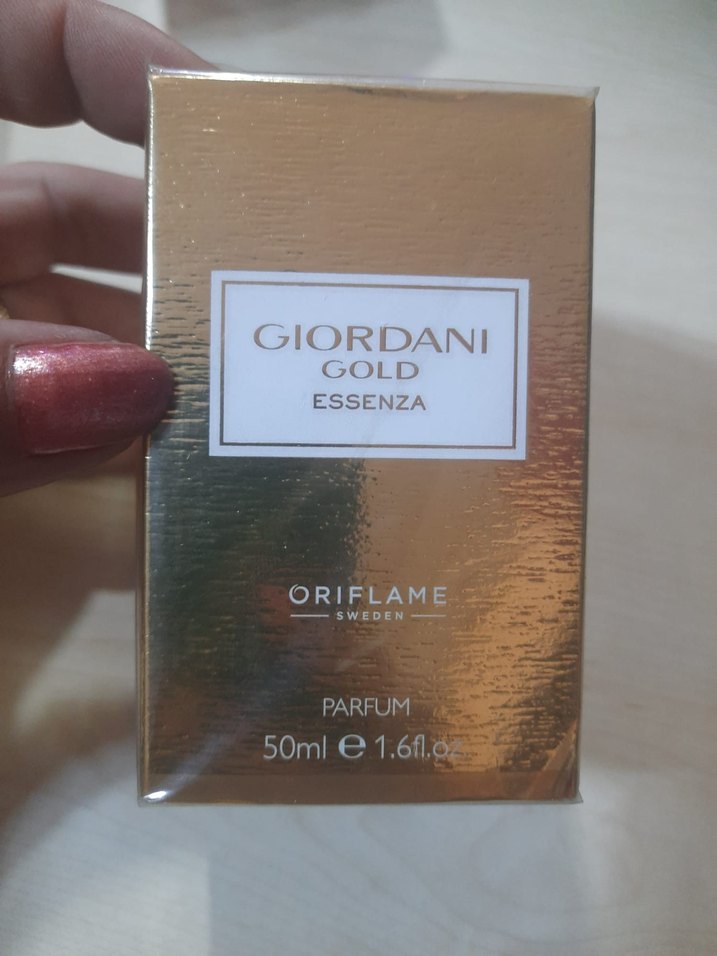 GIORDANI
GOLD
ESSENZA
ORIFLAME
SWEDEN
PARFUM
50ml ℮ 1.6fl.oz